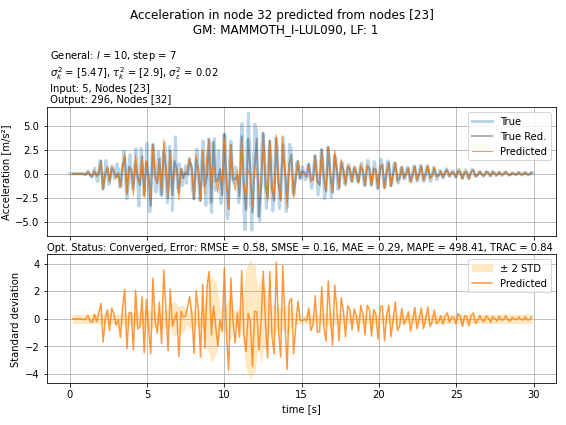 Acceleration in node 32 predicted from nodes [23]
GM: MAMMOTH_I-LUL090, LF: 1
General: l = 10, step = 7
σ²ₖ = [5.47], τ²ₖ = [2.9], σ²ε = 0.02
Input: 5, Nodes [23]
Output: 296, Nodes [32]
Acceleration [m/s²]
5.0
2.5
0.0
−2.5
−5.0
True
True Red.
Predicted
Opt. Status: Converged, Error: RMSE = 0.58, SMSE = 0.16, MAE = 0.29, MAPE = 498.41, TRAC = 0.84
Standard deviation
4
2
0
−2
−4
± 2 STD
Predicted
0
5
10
15
20
25
30
time [s]